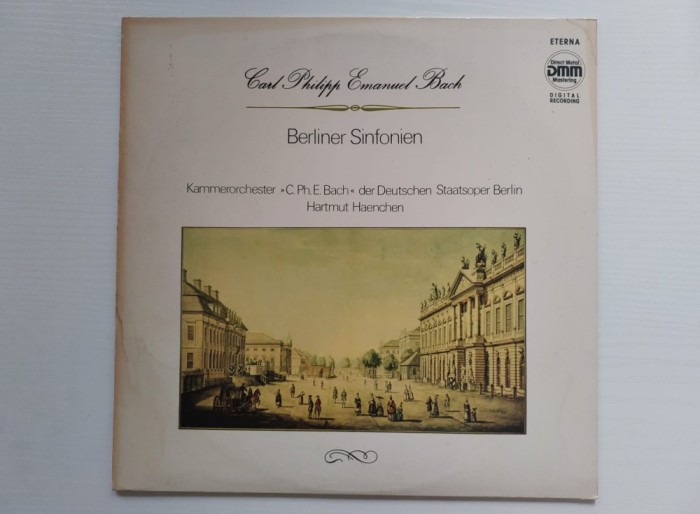 ETERNA
Direct Metal
DMM
Mastering
DIGITAL
RECORDING
Carl Philipp Emanuel Bach
Berliner Sinfonien
Kammerorchester »C. Ph. E. Bach« der Deutschen Staatsoper Berlin
Hartmut Haenchen